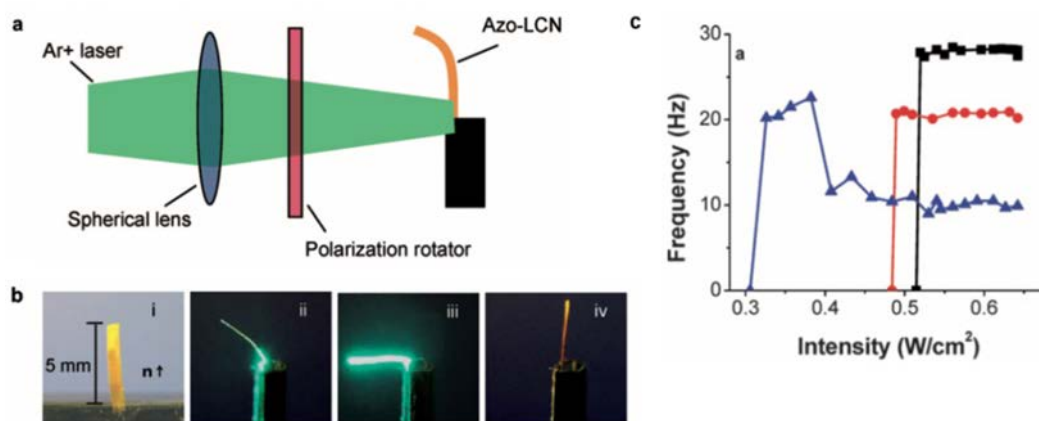 a
Ar+ laser
Spherical lens
Polarization rotator
Azo-LCN
b
i
5 mm
n ↑
ii
iii
iv
c
a
Frequency (Hz)
30
20
10
0
0.3
0.4
0.5
0.6
Intensity (W/cm²)